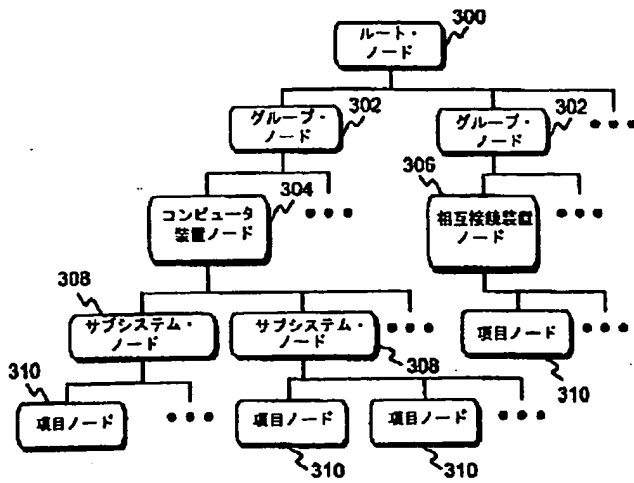 300
ルート・
ノード
302
グループ・
ノード
302
グループ・
ノード
304
コンピュータ
装置ノード
306
相互接続装置
ノード
308
サブシステム・
ノード
サブシステム・
ノード
308
項目ノード
310
310
項目ノード
項目ノード
310
項目ノード
310